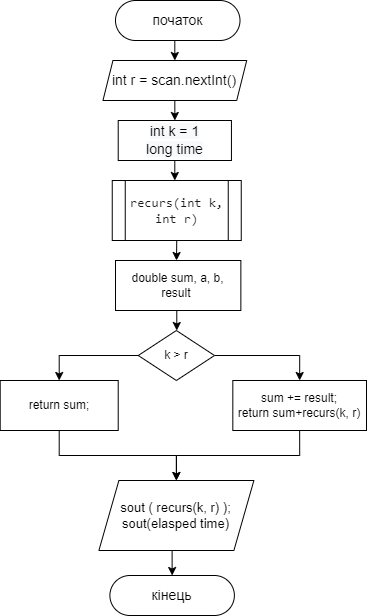 початок
int r = scan.nextInt()
int k = 1
long time
recurs(int k,
int r)
double sum, a, b,
result
k > r
return sum;
sum += result;
return sum+recurs(k, r)
sout ( recurs(k, r) );
sout(elasped time)
кінець